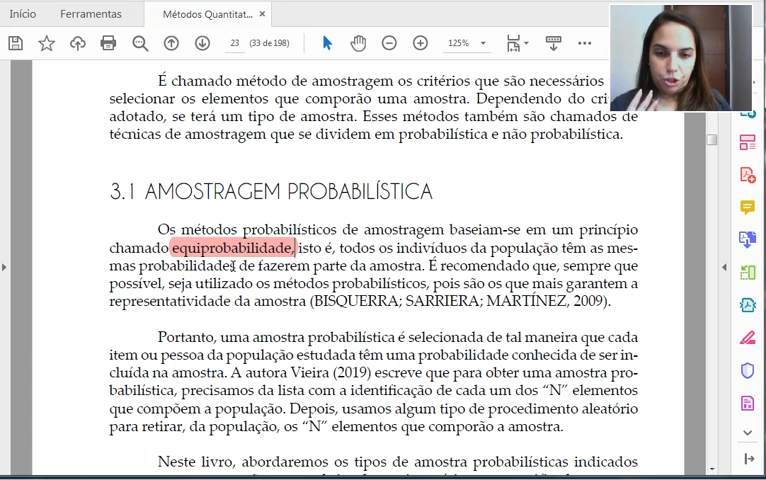 Início Ferramentas Métodos Quantitat... ×
23 (33 de 198) 125%
É chamado método de amostragem os critérios que são necessários
selecionar os elementos que comporão uma amostra. Dependendo do cri
adotado, se terá um tipo de amostra. Esses métodos também são chamados de
técnicas de amostragem que se dividem em probabilística e não probabilística.
3.1 AMOSTRAGEM PROBABILÍSTICA
Os métodos probabilísticos de amostragem baseiam-se em um princípio
chamado equiprobabilidade, isto é, todos os indivíduos da população têm as mes-
mas probabilidades de fazerem parte da amostra. É recomendado que, sempre que
possível, seja utilizado os métodos probabilísticos, pois são os que mais garantem a
representatividade da amostra (BISQUERRA; SARRIERA; MARTÍNEZ, 2009).
Portanto, uma amostra probabilística é selecionada de tal maneira que cada
item ou pessoa da população estudada têm uma probabilidade conhecida de ser in-
cluída na amostra. A autora Vieira (2019) escreve que para obter uma amostra pro-
babilística, precisamos da lista com a identificação de cada um dos “N” elementos
que compõem a população. Depois, usamos algum tipo de procedimento aleatório
para retirar, da população, os “N” elementos que comporão a amostra.
Neste livro, abordaremos os tipos de amostra probabilísticas indicados